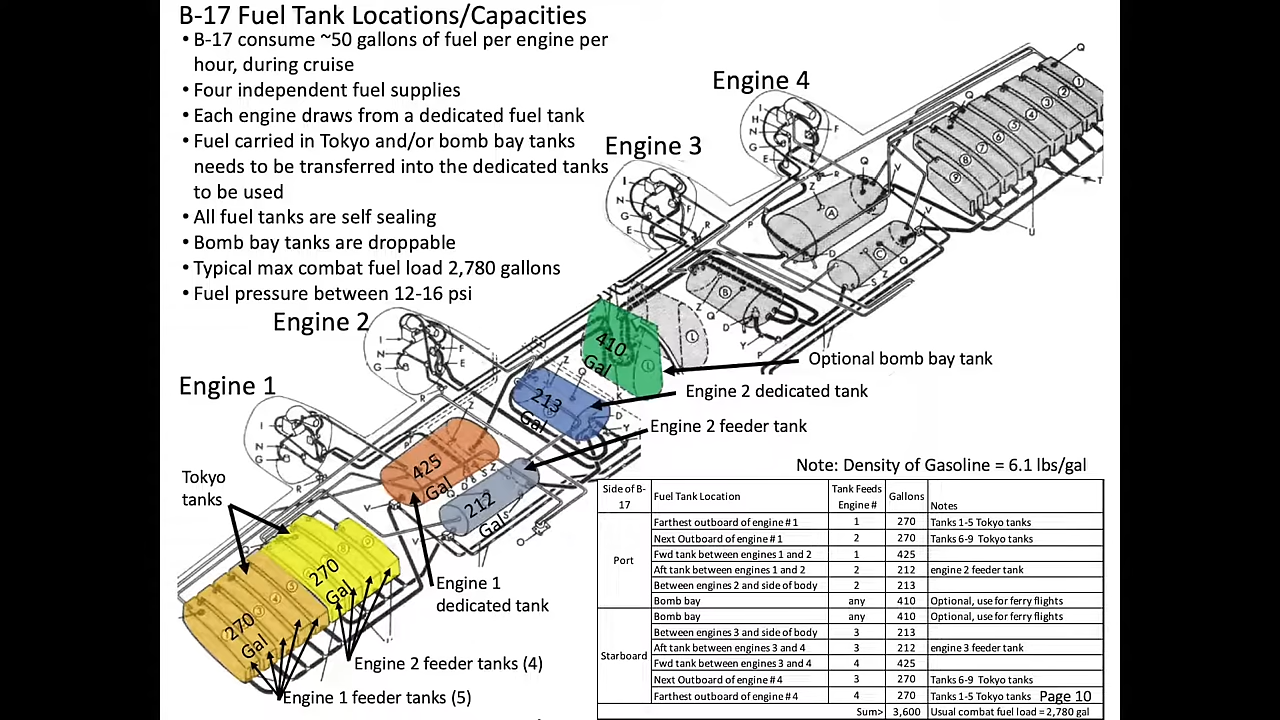 B-17 Fuel Tank Locations/Capacities
• B-17 consume ~50 gallons of fuel per engine per
hour, during cruise
• Four independent fuel supplies
• Each engine draws from a dedicated fuel tank
• Fuel carried in Tokyo and/or bomb bay tanks
needs to be transferred into the dedicated tanks
to be used
• All fuel tanks are self sealing
• Bomb bay tanks are droppable
• Typical max combat fuel load 2,780 gallons
• Fuel pressure between 12-16 psi
Engine 4
Engine 3
Engine 2
Engine 1
Tokyo
tanks
410
Gal
213
Gal
425
Gal
212
Gal
270
Gal
270
Gal
Optional bomb bay tank
Engine 2 dedicated tank
Engine 2 feeder tank
Engine 1
dedicated tank
Engine 2 feeder tanks (4)
Engine 1 feeder tanks (5)
Note: Density of Gasoline = 6.1 lbs/gal
Side of B-17 Fuel Tank Location Tank Feeds Engine # Gallons Notes
Port
Farthest outboard of engine #1 1 270 Tanks 1-5 Tokyo tanks
Next Outboard of engine #1 2 270 Tanks 6-9 Tokyo tanks
Fwd tank between engines 1 and 2 1 425
Aft tank between engines 1 and 2 2 212 engine 2 feeder tank
Between engines 2 and side of body 2 213
Bomb bay any 410 Optional, use for ferry flights
Starboard
Bomb bay any 410 Optional, use for ferry flights
Between engines 3 and side of body 3 213
Aft tank between engines 3 and 4 3 212 engine 3 feeder tank
Fwd tank between engines 3 and 4 4 425
Next Outboard of engine #4 3 270 Tanks 6-9 Tokyo tanks
Farthest outboard of engine #4 4 270 Tanks 1-5 Tokyo tanks
Sum> 3,600 Usual combat fuel load = 2,780 gal
Page 10